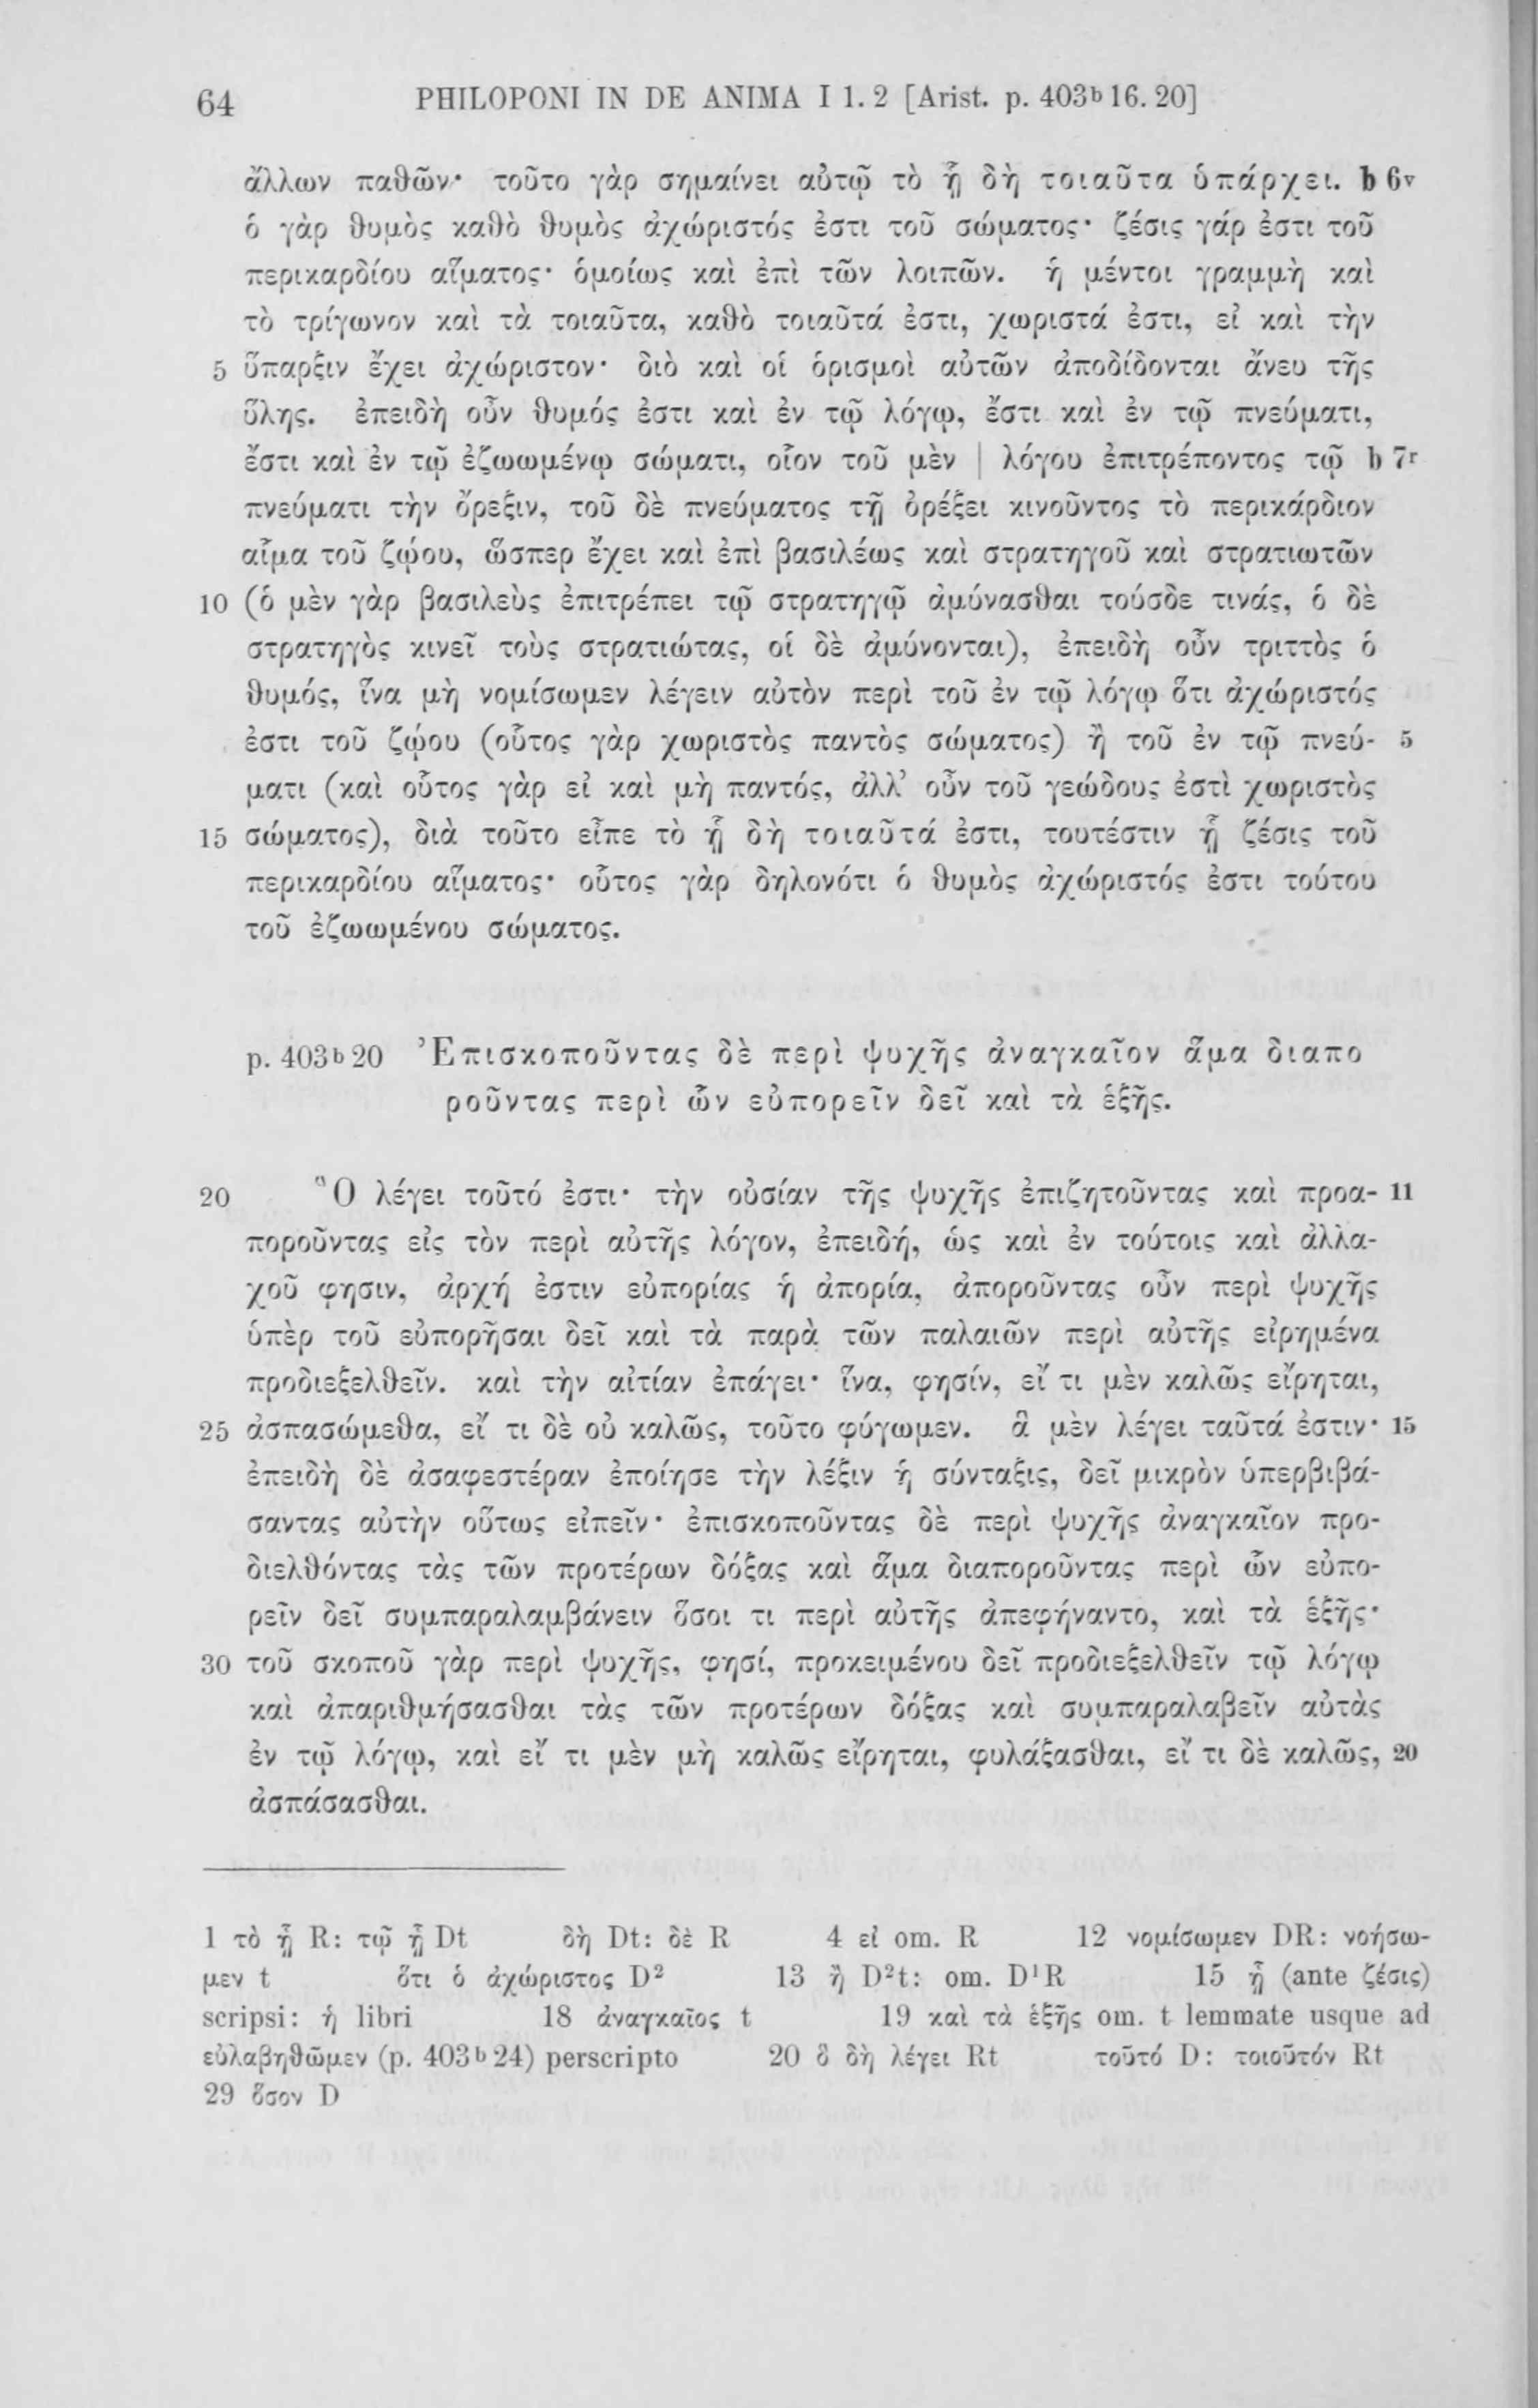 64 PHILOPONI IN DE ANIMA I 1. 2 [Arist. p. 403b 16. 20]
ἄλλων παθῶν· τοῦτο γὰρ σημαίνει αὐτῷ τὸ ᾗ δὴ τοιαῦτα ὑπάρχει. b 6v
ὁ γὰρ θυμὸς καθὸ θυμὸς ἀχώριστός ἐστι τοῦ σώματος· ζέσις γάρ ἐστι τοῦ
περικαρδίου αἵματος· ὁμοίως καὶ ἐπὶ τῶν λοιπῶν. ἡ μέντοι γραμμὴ καὶ
τὸ τρίγωνον καὶ τὰ τοιαῦτα, καθὸ τοιαῦτά ἐστι, χωριστά ἐστι, εἰ καὶ τὴν
5 ὕπαρξιν ἔχει ἀχώριστον· διὸ καὶ οἱ ὁρισμοὶ αὐτῶν ἀποδίδονται ἄνευ τῆς
ὕλης. ἐπειδὴ οὖν θυμός ἐστι καὶ ἐν τῷ λόγῳ, ἔστι καὶ ἐν τῷ πνεύματι,
ἔστι καὶ ἐν τῷ ἐζωωμένῳ σώματι, οἷον τοῦ μὲν | λόγου ἐπιτρέποντος τῷ b 7r
πνεύματι τὴν ὄρεξιν, τοῦ δὲ πνεύματος τῇ ὀρέξει κινοῦντος τὸ περικάρδιον
αἷμα τοῦ ζῴου, ὥσπερ ἔχει καὶ ἐπὶ βασιλέως καὶ στρατηγοῦ καὶ στρατιωτῶν
10 (ὁ μὲν γὰρ βασιλεὺς ἐπιτρέπει τῷ στρατηγῷ ἀμύνασθαι τούσδε τινάς, ὁ δὲ
στρατηγὸς κινεῖ τοὺς στρατιώτας, οἱ δὲ ἀμύνονται), ἐπειδὴ οὖν τριττὸς ὁ
θυμός, ἵνα μὴ νομίσωμεν λέγειν αὐτὸν περὶ τοῦ ἐν τῷ λόγῳ ὅτι ἀχώριστός
ἐστι τοῦ ζῴου (οὗτος γὰρ χωριστὸς παντὸς σώματος) ἢ τοῦ ἐν τῷ πνεύ- 5
ματι (καὶ οὗτος γὰρ εἰ καὶ μὴ παντός, ἀλλ’ οὖν τοῦ γεώδους ἐστὶ χωριστὸς
15 σώματος), διὰ τοῦτο εἶπε τὸ ᾗ δὴ τοιαῦτά ἐστι, τουτέστιν ᾗ ζέσις τοῦ
περικαρδίου αἵματος· οὗτος γὰρ δηλονότι ὁ θυμὸς ἀχώριστός ἐστι τούτου
τοῦ ἐζωωμένου σώματος.
p. 403b 20 Ἐπισκοποῦντας δὲ περὶ ψυχῆς ἀναγκαῖον ἅμα διαπο
ροῦντας περὶ ὧν εὐπορεῖν δεῖ καὶ τὰ ἑξῆς.
20 Ὃ λέγει τοῦτό ἐστι· τὴν οὐσίαν τῆς ψυχῆς ἐπιζητοῦντας καὶ προα- 11
ποροῦντας εἰς τὸν περὶ αὐτῆς λόγον, ἐπειδή, ὡς καὶ ἐν τούτοις καὶ ἀλλα-
χοῦ φησιν, ἀρχή ἐστιν εὐπορίας ἡ ἀπορία, ἀποροῦντας οὖν περὶ ψυχῆς
ὑπὲρ τοῦ εὐπορῆσαι δεῖ καὶ τὰ παρὰ τῶν παλαιῶν περὶ αὐτῆς εἰρημένα
προδιεξελθεῖν. καὶ τὴν αἰτίαν ἐπάγει· ἵνα, φησίν, εἴ τι μὲν καλῶς εἴρηται,
25 ἀσπασώμεθα, εἴ τι δὲ οὐ καλῶς, τοῦτο φύγωμεν. ἃ μὲν λέγει ταῦτά ἐστιν· 15
ἐπειδὴ δὲ ἀσαφεστέραν ἐποίησε τὴν λέξιν ἡ σύνταξις, δεῖ μικρὸν ὑπερβιβά-
σαντας αὐτὴν οὕτως εἰπεῖν· ἐπισκοποῦντας δὲ περὶ ψυχῆς ἀναγκαῖον προ-
διελθόντας τὰς τῶν προτέρων δόξας καὶ ἅμα διαποροῦντας περὶ ὧν εὐπο-
ρεῖν δεῖ συμπαραλαμβάνειν ὅσοι τι περὶ αὐτῆς ἀπεφήναντο, καὶ τὰ ἑξῆς·
30 τοῦ σκοποῦ γὰρ περὶ ψυχῆς, φησί, προκειμένου δεῖ προδιεξελθεῖν τῷ λόγῳ
καὶ ἀπαριθμήσασθαι τὰς τῶν προτέρων δόξας καὶ συμπαραλαβεῖν αὐτὰς
ἐν τῷ λόγῳ, καὶ εἴ τι μὲν μὴ καλῶς εἴρηται, φυλάξασθαι, εἴ τι δὲ καλῶς, 20
ἀσπάσασθαι.
1 τὸ ᾗ R: τῷ ᾗ Dt δὴ Dt: δὲ R 4 εἰ om. R 12 νομίσωμεν DR: νοήσω-
μεν t ὅτι ὁ ἀχώριστος D² 13 ἢ D²t: om. D¹R 15 ᾗ (ante ζέσις)
scripsi: ἡ libri 18 ἀναγκαῖος t 19 καὶ τὰ ἑξῆς om. t lemmate usque ad
εὐλαβηθῶμεν (p. 403b 24) perscripto 20 ὃ δὴ λέγει Rt τοῦτό D: τοιοῦτόν Rt
29 ὅσον D